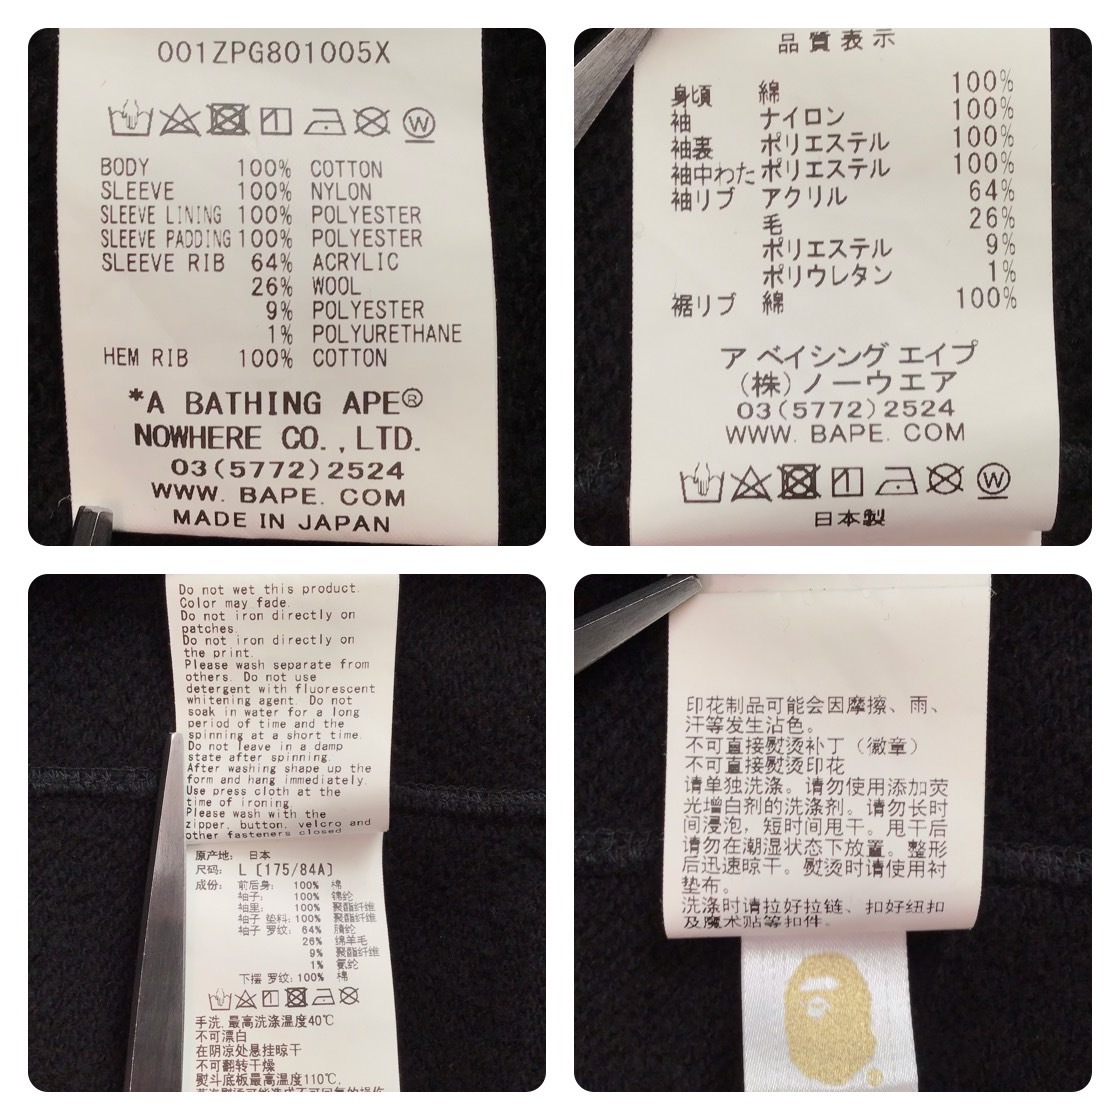 001ZPG801005X
W
BODY 100% COTTON
SLEEVE 100% NYLON
SLEEVE LINING 100% POLYESTER
SLEEVE PADDING 100% POLYESTER
SLEEVE RIB 64% ACRYLIC
26% WOOL
9% POLYESTER
1% POLYURETHANE
HEM RIB 100% COTTON
*A BATHING APE®
NOWHERE CO.,LTD.
03(5772)2524
WWW. BAPE. COM
MADE IN JAPAN
品質表示
身頃 綿 100%
袖 ナイロン 100%
袖裏 ポリエステル 100%
袖中わた ポリエステル 100%
袖リブ アクリル 64%
毛 26%
ポリエステル 9%
ポリウレタン 1%
裾リブ 綿 100%
ア ベイシング エイプ
(株)ノーウエア
03(5772)2524
WWW. BAPE. COM
W
日本製
Do not wet this product.
Color may fade.
Do not iron directly on
patches.
Do not iron directly on
the print.
Please wash separate from
others. Do not use
detergent with fluorescent
whitening agent. Do not
soak in water for a long
period of time and the
spinning at a short time.
Do not leave in a damp
state after spinning.
After washing shape up the
form and hang immediately.
Use press cloth at the
time of ironing.
Please wash with the
zipper, button, velcro and
other fasteners closed
原产地: 日本
尺码: L [175/84A]
成份: 前后身: 100% 棉
袖子: 100% 锦纶
袖里: 100% 聚酯纤维
袖子 垫料: 100% 聚酯纤维
袖子 罗纹: 64% 腈纶
26% 绵羊毛
9% 聚酯纤维
1% 氨纶
下摆 罗纹: 100% 棉
手洗,最高洗涤温度40℃
不可漂白
在阴凉处悬挂晾干
不可翻转干燥
熨斗底板最高温度110℃,
印花制品可能会因摩擦、雨、
汗等发生沾色。
不可直接熨烫补丁（徽章）
不可直接熨烫印花
请单独洗涤。请勿使用添加荧
光增白剂的洗涤剂。请勿长时
间浸泡，短时间甩干。甩干后
请勿在潮湿状态下放置。整形
后迅速晾干。熨烫时请使用衬
垫布。
洗涤时请拉好拉链、扣好纽扣
及魔术贴等扣件。
®